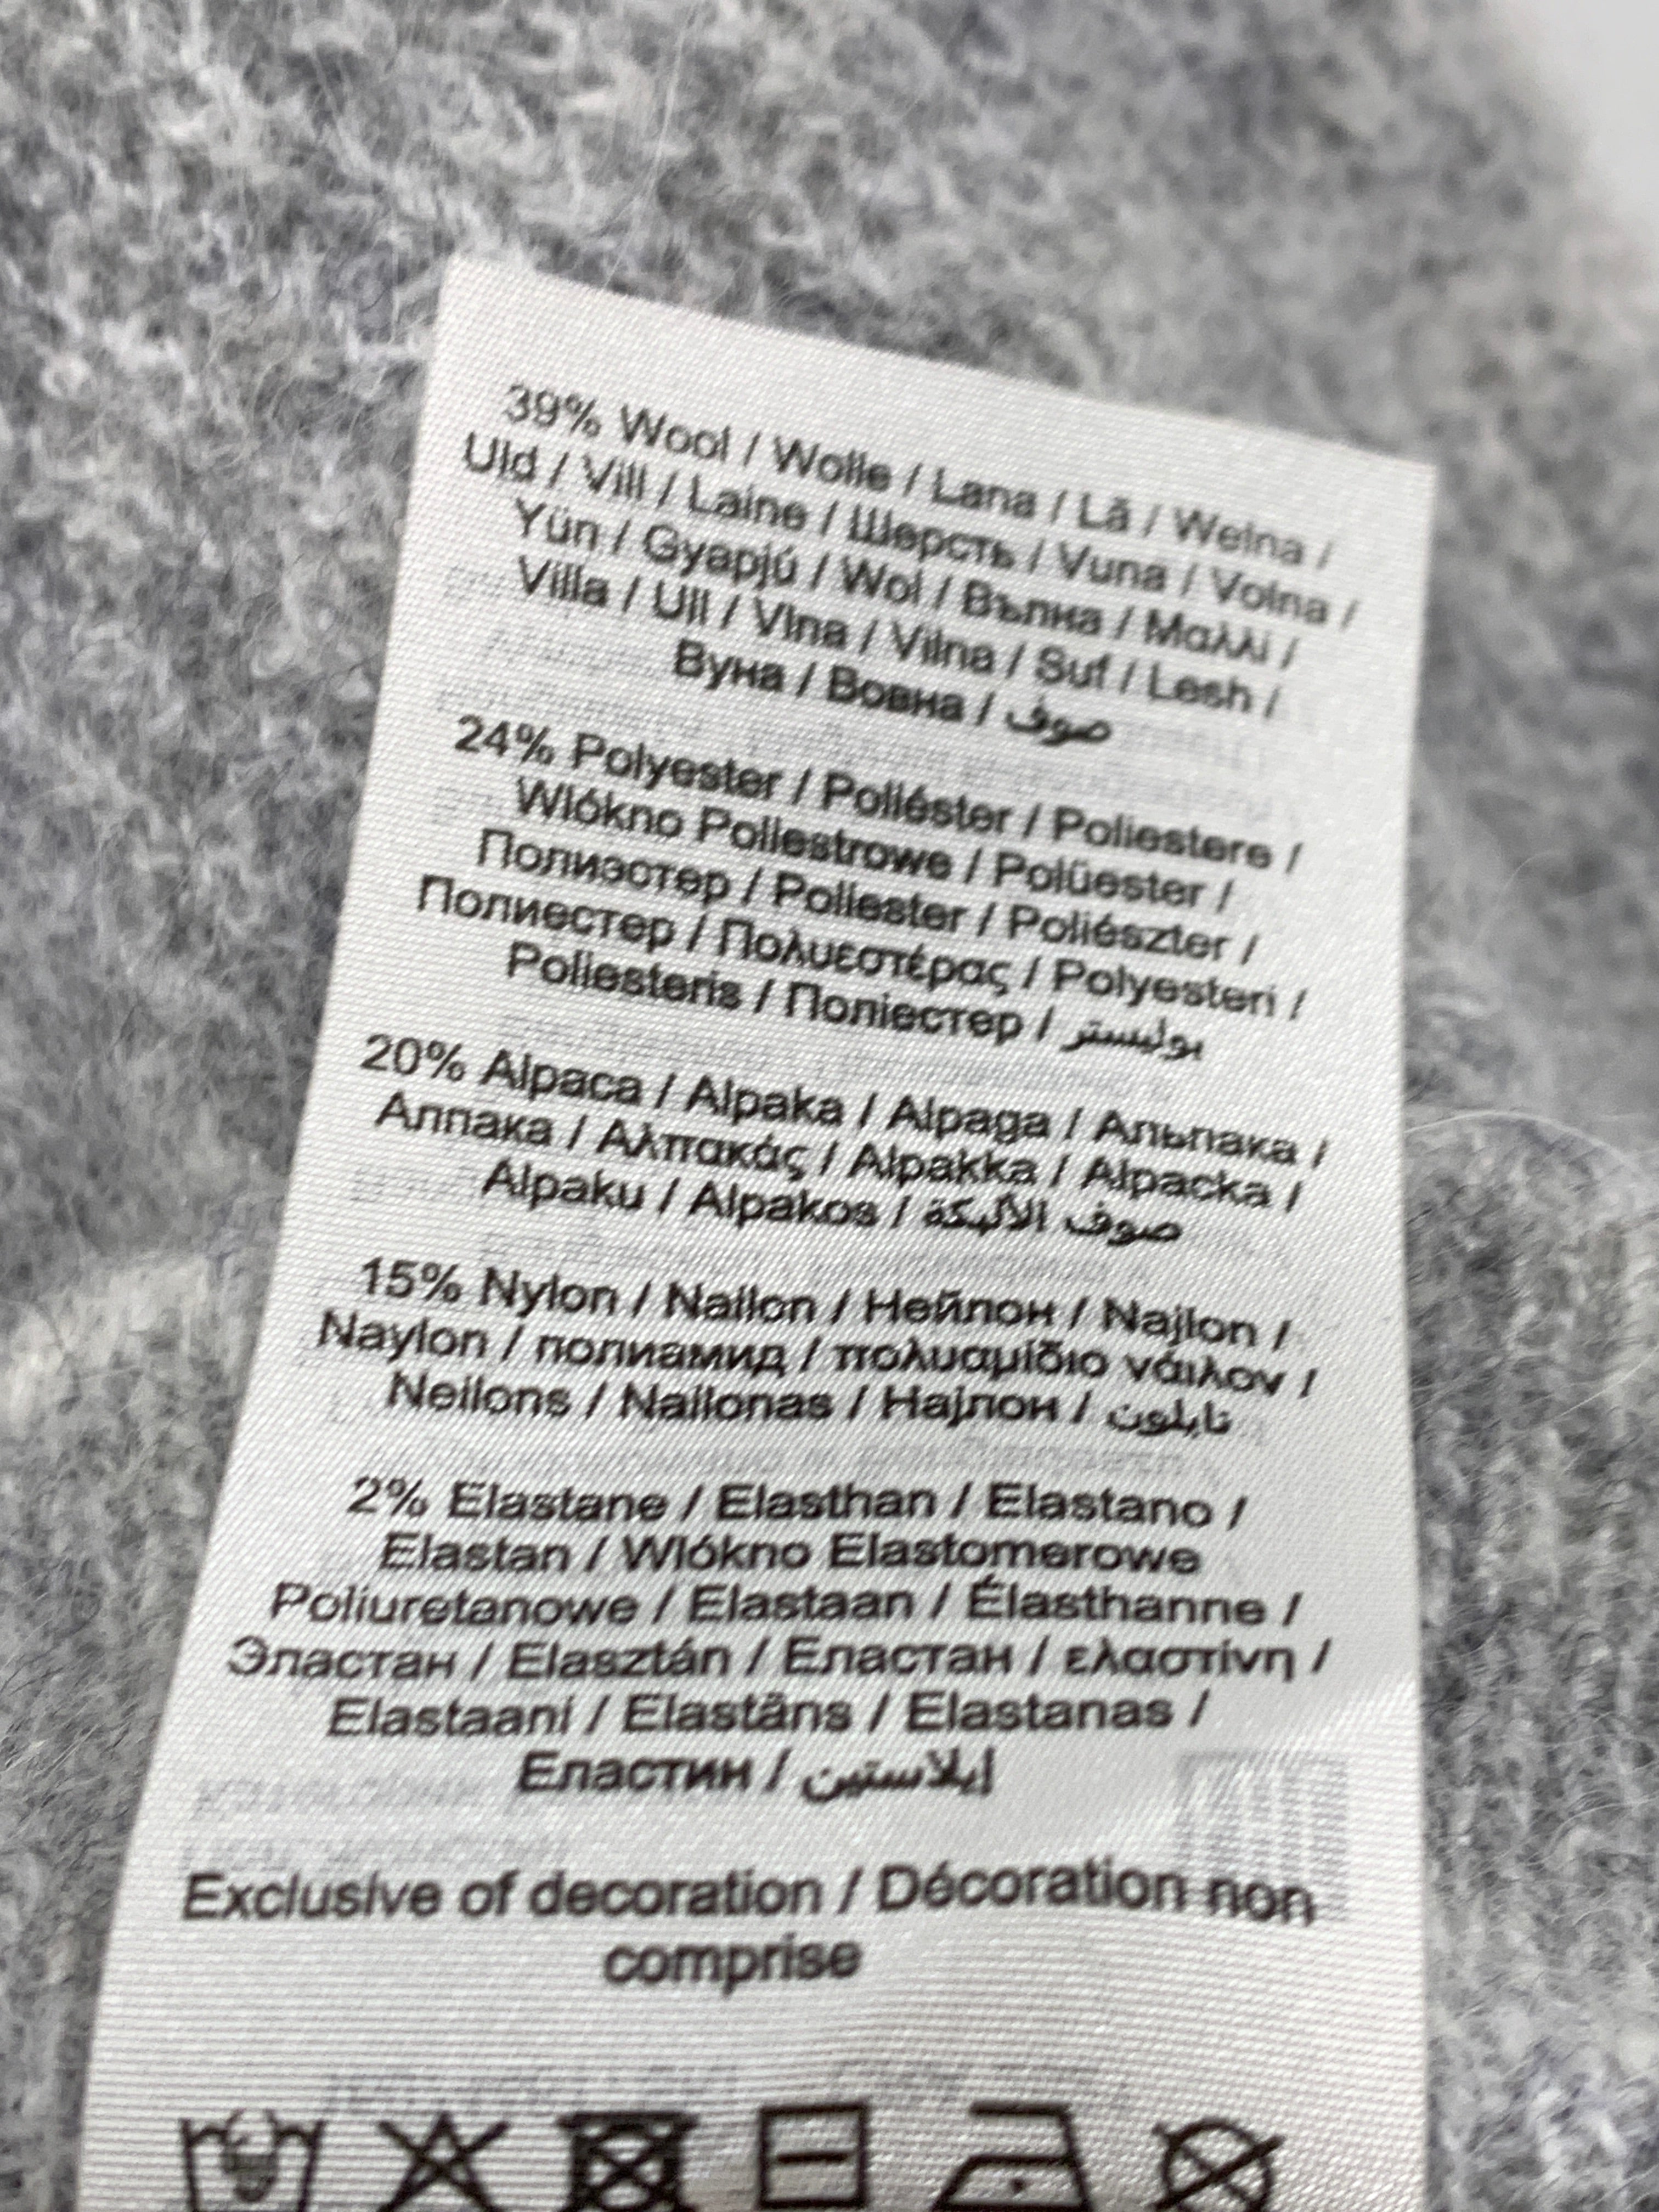 39% Wool / Wolle / Lana / Lã / Wełna /
Uld / Vill / Laine / Шерсть / Vuna / Volna /
Yün / Gyapjú / Wol / Вълна / Μαλλί /
Villa / Ull / Vlna / Vilna / Suf / Lesh /
Вуна / Вовна / صوف
24% Polyester / Poliéster / Poliestere /
Włókno Poliestrowe / Polüester /
Полиэстер / Poliester / Poliészter /
Полиестер / Πολυεστέρας / Polyesteri /
Poliesteris / Поліестер / بوليستر
20% Alpaca / Alpaka / Alpaga / Альпака /
Алпака / Αλπακάς / Alpakka / Alpacka /
Alpaku / Alpakos / صوف الألبكة
15% Nylon / Nailon / Нейлон / Najlon /
Naylon / полиамид / πολυαμίδιο νάιλον /
Neilons / Nailonas / Најлон / نايلون
2% Elastane / Elasthan / Elastano /
Elastan / Włókno Elastomerowe
Poliuretanowe / Elastaan / Élasthanne /
Эластан / Elasztán / Еластан / ελαστίνη /
Elastaani / Elastāns / Elastanas /
Еластин / إيلاستين
Exclusive of decoration / Décoration non
comprise